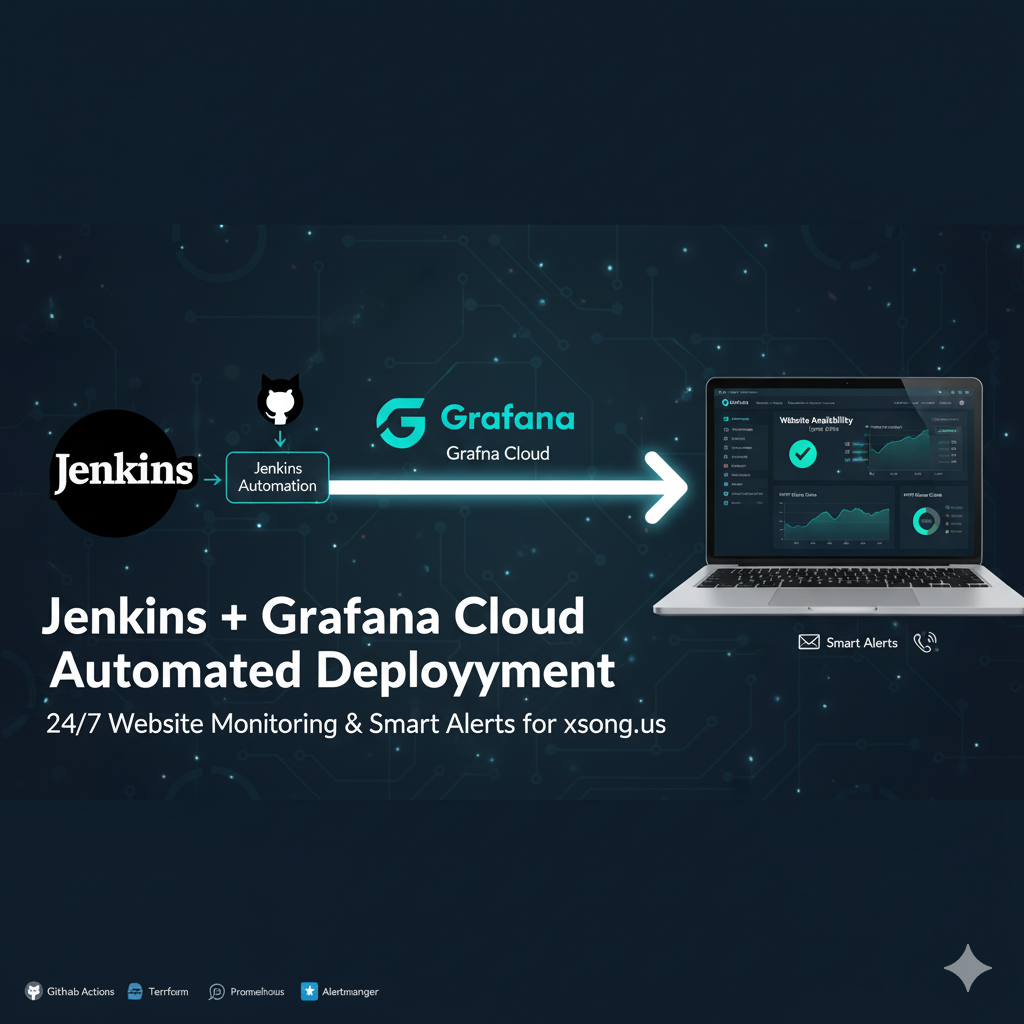 Jenkins
Jenkins
Automation
Grafana
Grafna Cloud
Website Anailbility
Jenkins + Grafana Cloud
Automated Deployyment
24/7 Website Monitoring & Smart Alerts for xsong.us
Smart Alerts
Githab Actions
Terrform
Promelhous
Alertmanger